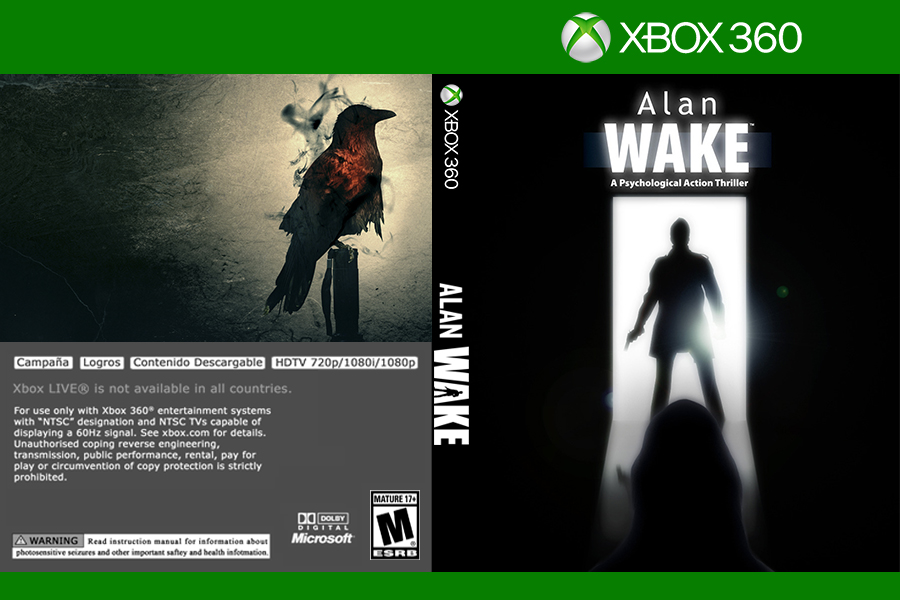 XBOX 360
Campaña Logros Contenido Descargable HDTV 720p/1080i/1080p
Xbox LIVE® is not available in all countries.
For use only with Xbox 360® entertainment systems
with "NTSC" designation and NTSC TVs capable of
displaying a 60Hz signal. See xbox.com for details.
Unauthorised coping reverse engineering,
transmission, public performance, rental, pay for
play or circumvention of copy protection is strictly
prohibited.
WARNING Read instruction manual for information about
photosensitive seizures and other important saftey and health infotmation.
DOLBY
DIGITAL
Microsoft®
MATURE 17+
M®
ESRB
XBOX 360
ALAN WAKE
Alan
WAKE™
A Psychological Action Thriller